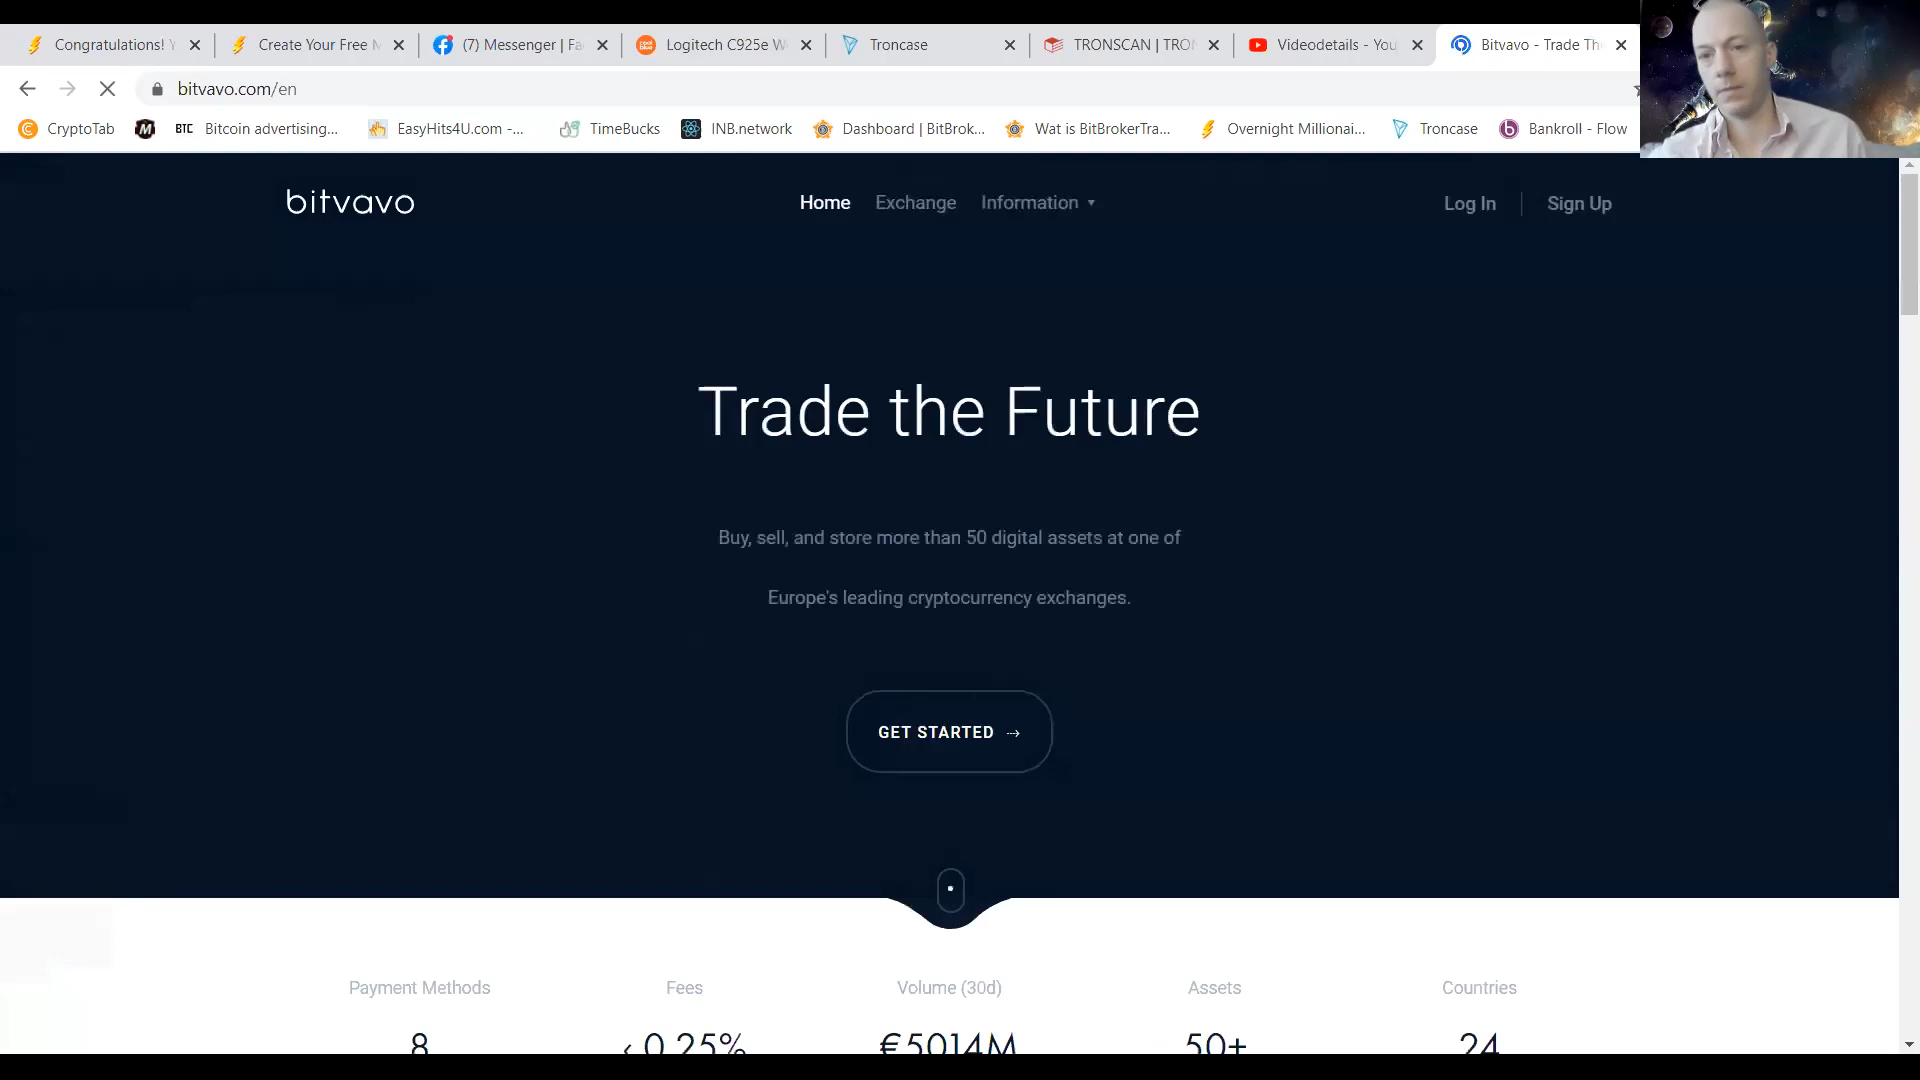 Congratulations! Y
Create Your Free M
(7) Messenger | Fa
Logitech C925e W
Troncase
TRONSCAN | TRON
Videodetails - You
Bitvavo - Trade Th
bitvavo.com/en
CryptoTab
BTC Bitcoin advertising...
EasyHits4U.com -...
TimeBucks
INB.network
Dashboard | BitBrok...
Wat is BitBrokerTra...
Overnight Millionai...
Troncase
Bankroll - Flow
bitvavo
Home
Exchange
Information
Log In
Sign Up
Trade the Future
Buy, sell, and store more than 50 digital assets at one of
Europe's leading cryptocurrency exchanges.
GET STARTED →
Payment Methods
Fees
Volume (30d)
Assets
Countries
8
‹ 0.25%
€5014M
50+
24